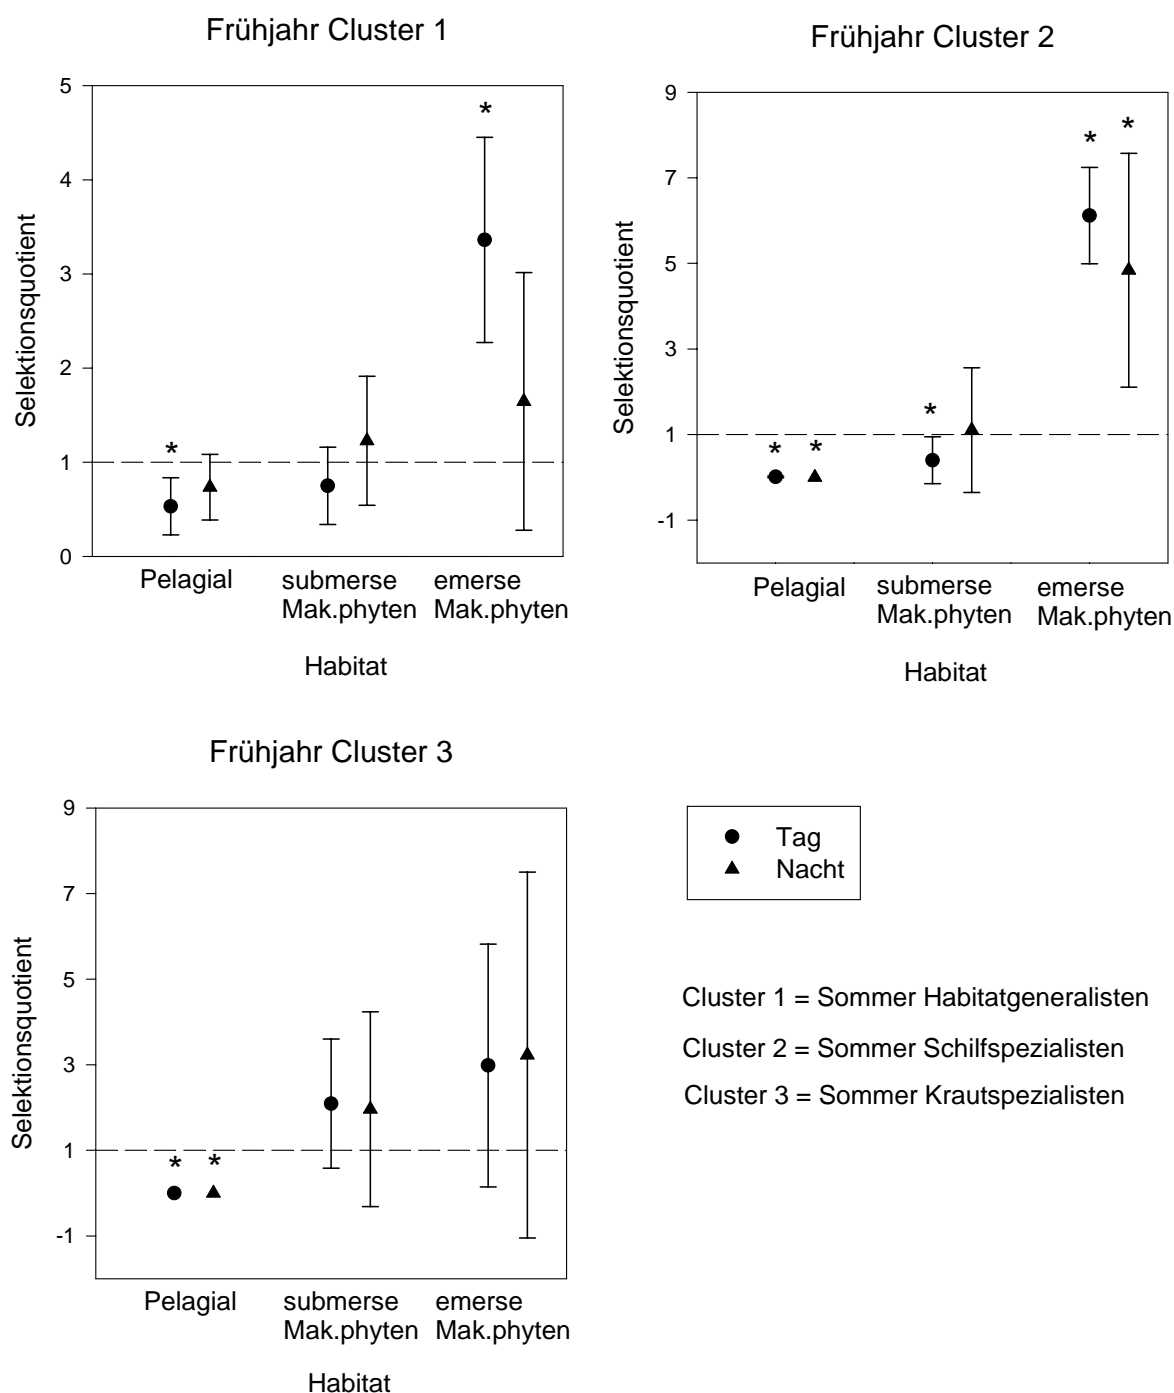 Frühjahr Cluster 1
Selektionsquotient
5
4
3
2
1
0
*
*
Pelagial
submerse
Mak.phyten
emerse
Mak.phyten
Habitat
Frühjahr Cluster 2
Selektionsquotient
9
7
5
3
1
-1
*
*
*
*
*
Pelagial
submerse
Mak.phyten
emerse
Mak.phyten
Habitat
Frühjahr Cluster 3
Selektionsquotient
9
7
5
3
1
-1
*
*
Pelagial
submerse
Mak.phyten
emerse
Mak.phyten
Habitat
Tag
Nacht
Cluster 1 = Sommer Habitatgeneralisten
Cluster 2 = Sommer Schilfspezialisten
Cluster 3 = Sommer Krautspezialisten